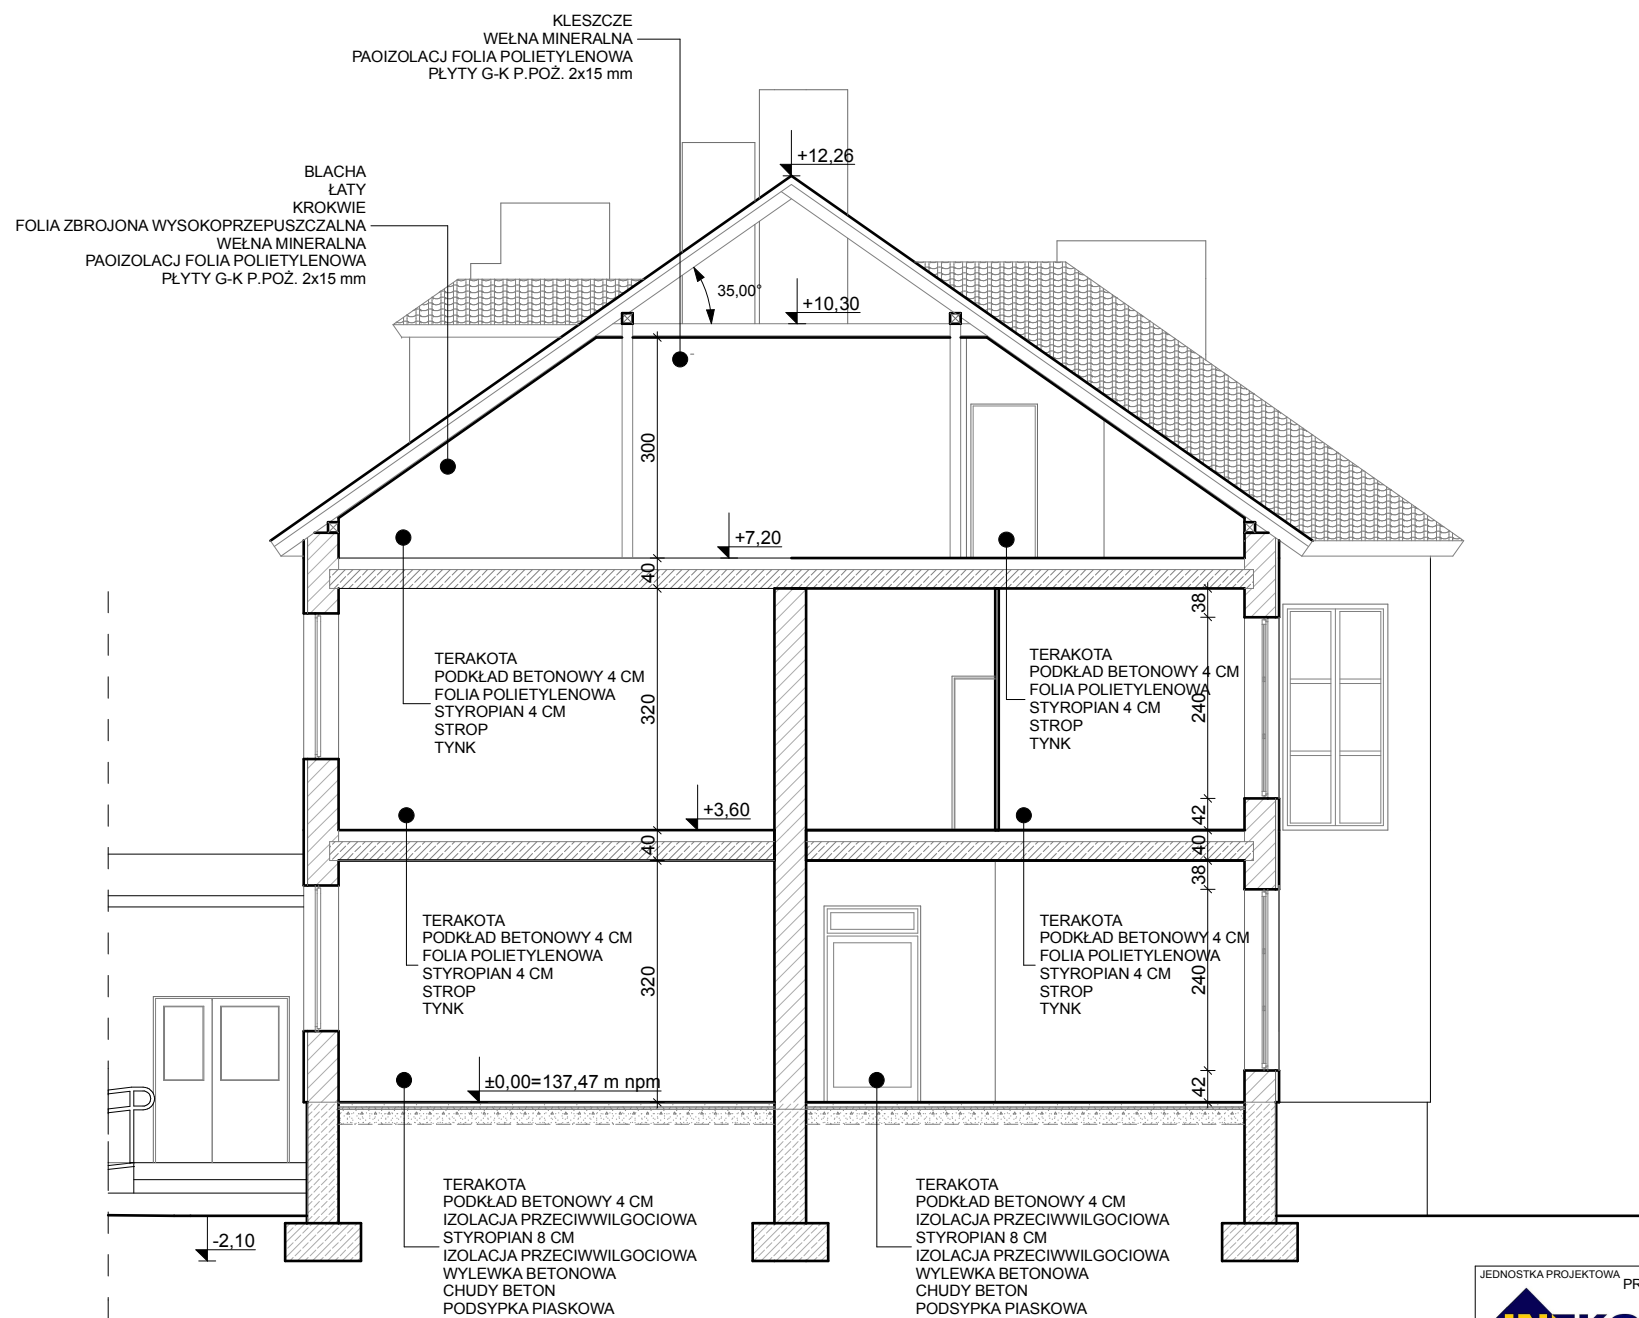 KLESZCZE
WEŁNA MINERALNA
PAOIZOLACJ FOLIA POLIETYLENOWA
PŁYTY G-K P.POŻ. 2x15 mm
+12,26
BLACHA
ŁATY
KROKWIE
FOLIA ZBROJONA WYSOKOPRZEPUSZCZALNA
WEŁNA MINERALNA
PAOIZOLACJ FOLIA POLIETYLENOWA
PŁYTY G-K P.POŻ. 2x15 mm
35,00°
+10,30
300
+7,20
40
38
TERAKOTA
PODKŁAD BETONOWY 4 CM
FOLIA POLIETYLENOWA
STYROPIAN 4 CM
STROP
TYNK
320
TERAKOTA
PODKŁAD BETONOWY 4 CM
FOLIA POLIETYLENOWA
STYROPIAN 4 CM
STROP
TYNK
240
+3,60
42
40
40
38
TERAKOTA
PODKŁAD BETONOWY 4 CM
FOLIA POLIETYLENOWA
STYROPIAN 4 CM
STROP
TYNK
320
TERAKOTA
PODKŁAD BETONOWY 4 CM
FOLIA POLIETYLENOWA
STYROPIAN 4 CM
STROP
TYNK
240
±0,00=137,47 m npm
42
TERAKOTA
PODKŁAD BETONOWY 4 CM
IZOLACJA PRZECIWWILGOCIOWA
STYROPIAN 8 CM
IZOLACJA PRZECIWWILGOCIOWA
WYLEWKA BETONOWA
CHUDY BETON
PODSYPKA PIASKOWA
TERAKOTA
PODKŁAD BETONOWY 4 CM
IZOLACJA PRZECIWWILGOCIOWA
STYROPIAN 8 CM
IZOLACJA PRZECIWWILGOCIOWA
WYLEWKA BETONOWA
CHUDY BETON
PODSYPKA PIASKOWA
-2,10
JEDNOSTKA PROJEKTOWA